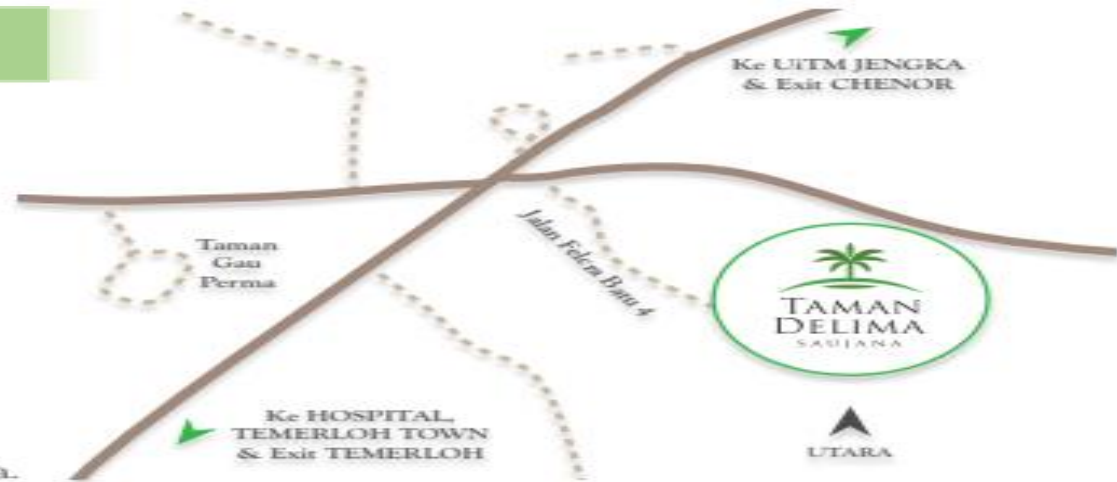 Ke UiTM JENGKA
& Exit CHENOR
Taman
Gau
Perma
Jalan Felcra Batu 4
TAMAN
DELIMA
SAUJANA
Ke HOSPITAL,
TEMERLOH TOWN
& Exit TEMERLOH
UTARA
a.